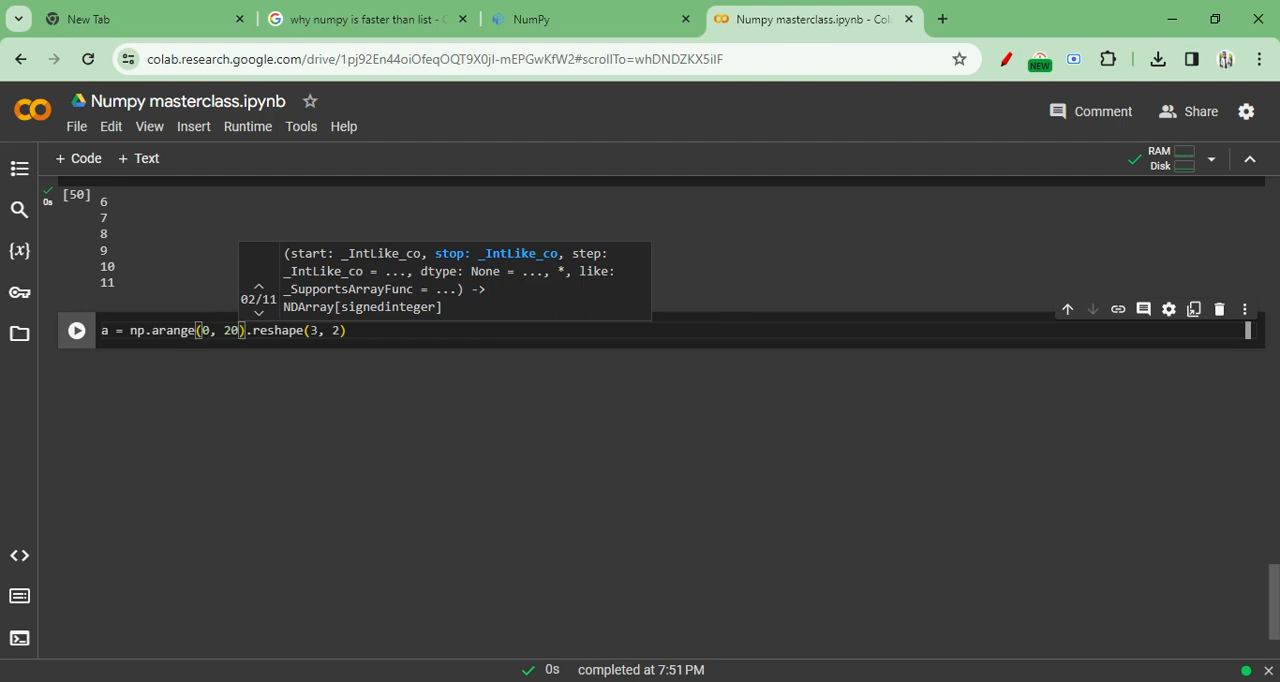 New Tab
why numpy is faster than list - G
NumPy
Numpy masterclass.ipynb - Cola
colab.research.google.com/drive/1pj92En44oiOfeqOQT9X0jI-mEPGwKfW2#scrollTo=whDNDZKX5iIF
NEW
Numpy masterclass.ipynb
Comment
Share
File Edit View Insert Runtime Tools Help
+ Code + Text
RAM
Disk
0s
[50]
6
7
8
9
10
11
(start: _IntLike_co, stop: _IntLike_co, step:
_IntLike_co = ..., dtype: None = ..., *, like:
_SupportsArrayFunc = ...) ->
NDArray[signedinteger]
02/11
a = np.arange(0, 20).reshape(3, 2)
{x}
0s completed at 7:51 PM